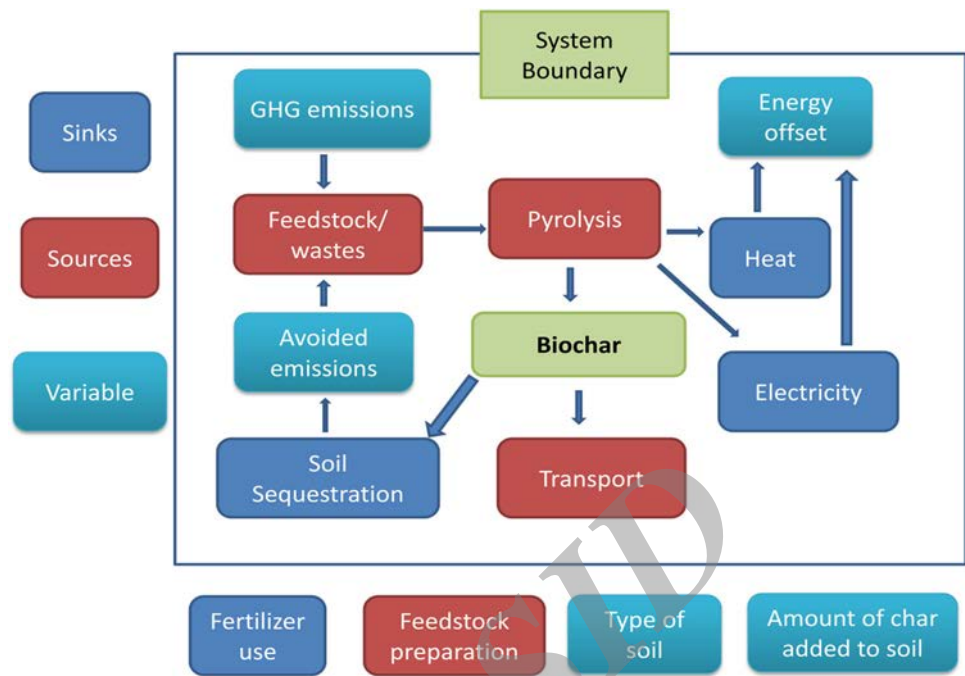 System
Boundary
GHG emissions
Energy
offset
Sinks
Feedstock/
wastes
Pyrolysis
Sources
Heat
Avoided
emissions
Biochar
Variable
Electricity
Soil
Sequestration
Transport
Fertilizer
use
Feedstock
preparation
Type of
soil
Amount of char
added to soil
SID